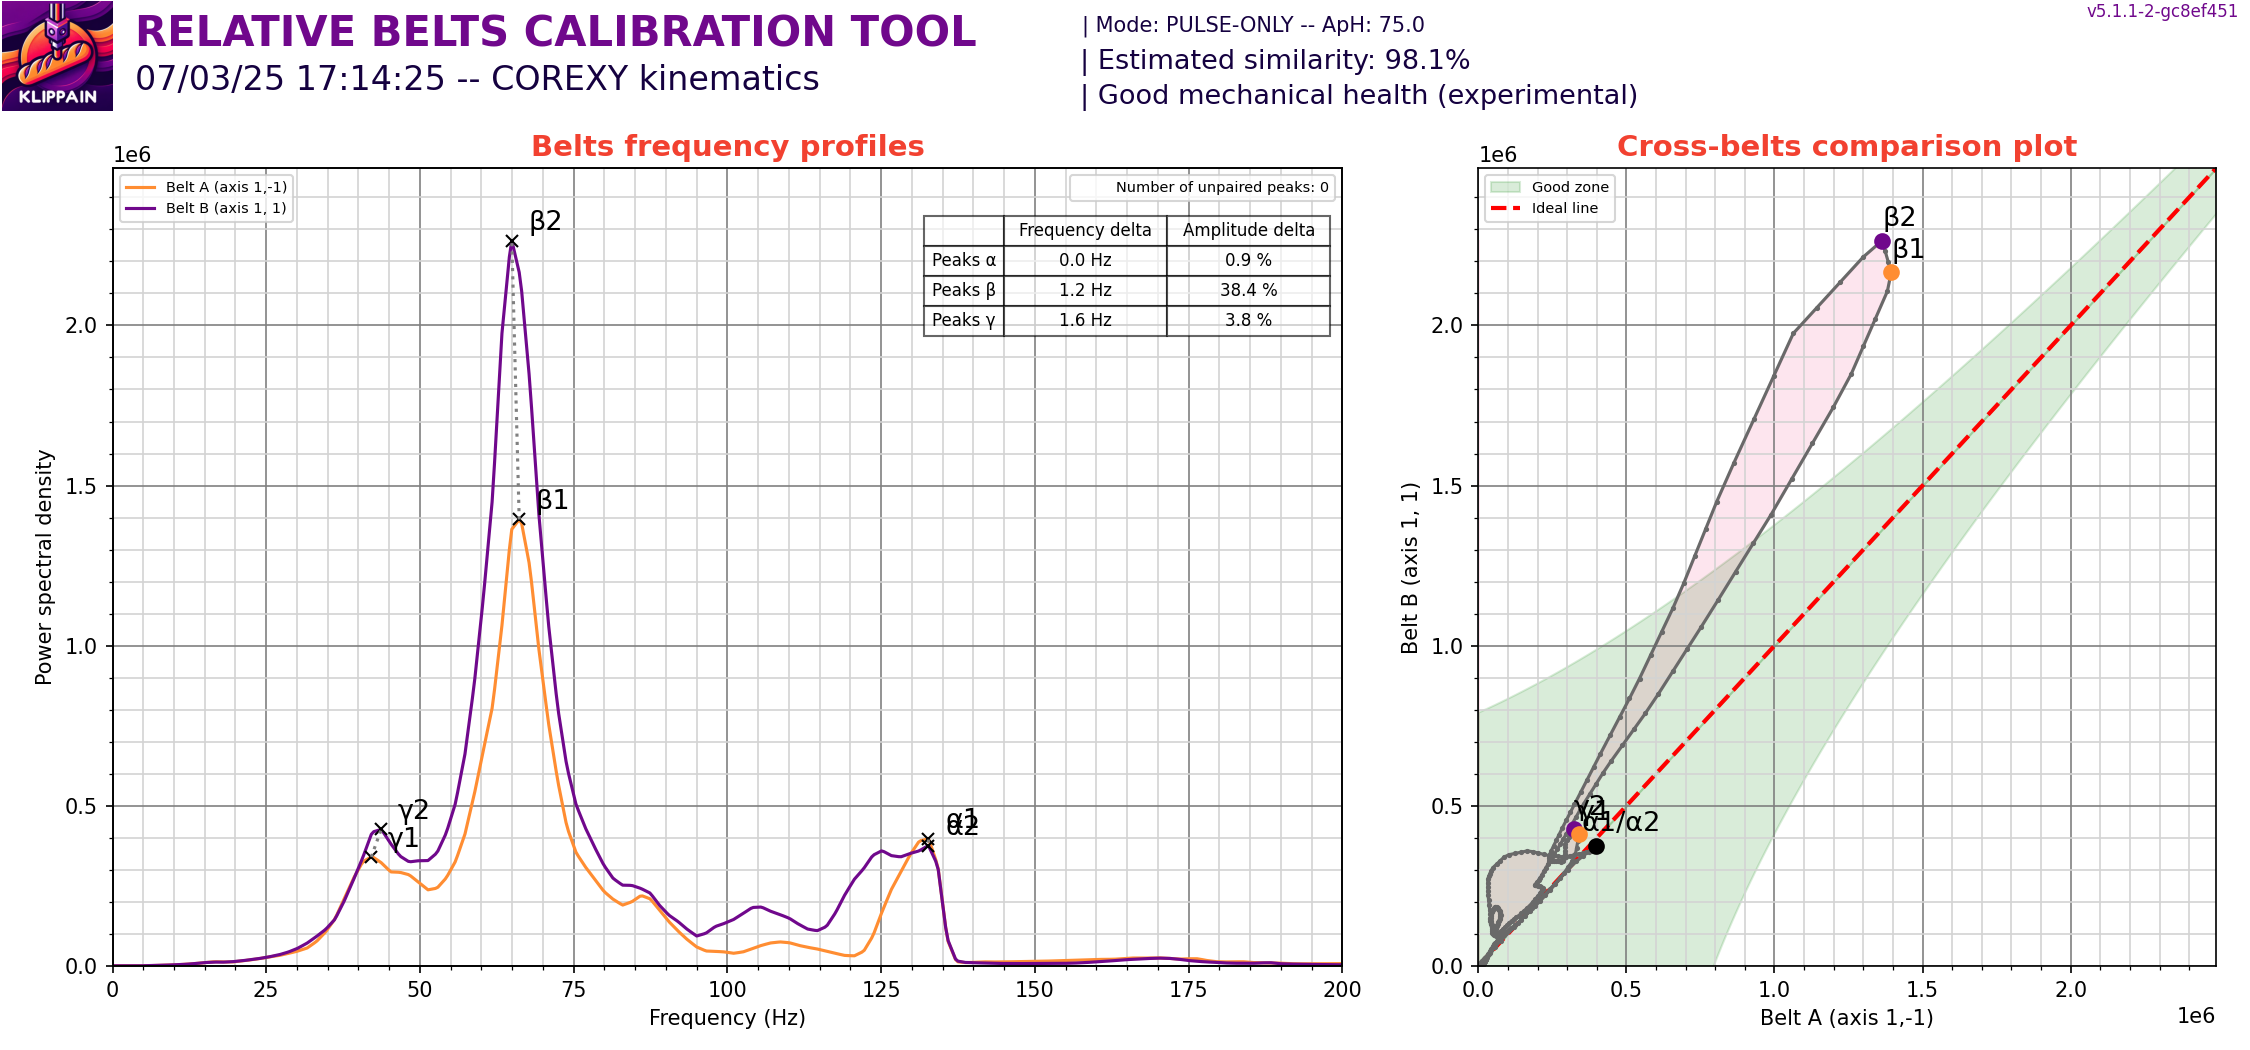 KLIPPAIN
RELATIVE BELTS CALIBRATION TOOL
07/03/25 17:14:25 -- COREXY kinematics
| Mode: PULSE-ONLY -- ApH: 75.0
| Estimated similarity: 98.1%
| Good mechanical health (experimental)
v5.1.1-2-gc8ef451
Belts frequency profiles
1e6
Belt A (axis 1,-1)
Belt B (axis 1, 1)
Number of unpaired peaks: 0
Frequency delta Amplitude delta
Peaks α 0.0 Hz 0.9 %
Peaks β 1.2 Hz 38.4 %
Peaks γ 1.6 Hz 3.8 %
β2
β1
γ2
γ1
α1
α2
Power spectral density
2.0
1.5
1.0
0.5
0.0
0 25 50 75 100 125 150 175 200
Frequency (Hz)
Cross-belts comparison plot
1e6
Good zone
Ideal line
β2
β1
γ2
γ1
α1/α2
Belt B (axis 1, 1)
2.0
1.5
1.0
0.5
0.0
0.0 0.5 1.0 1.5 2.0
Belt A (axis 1,-1)
1e6